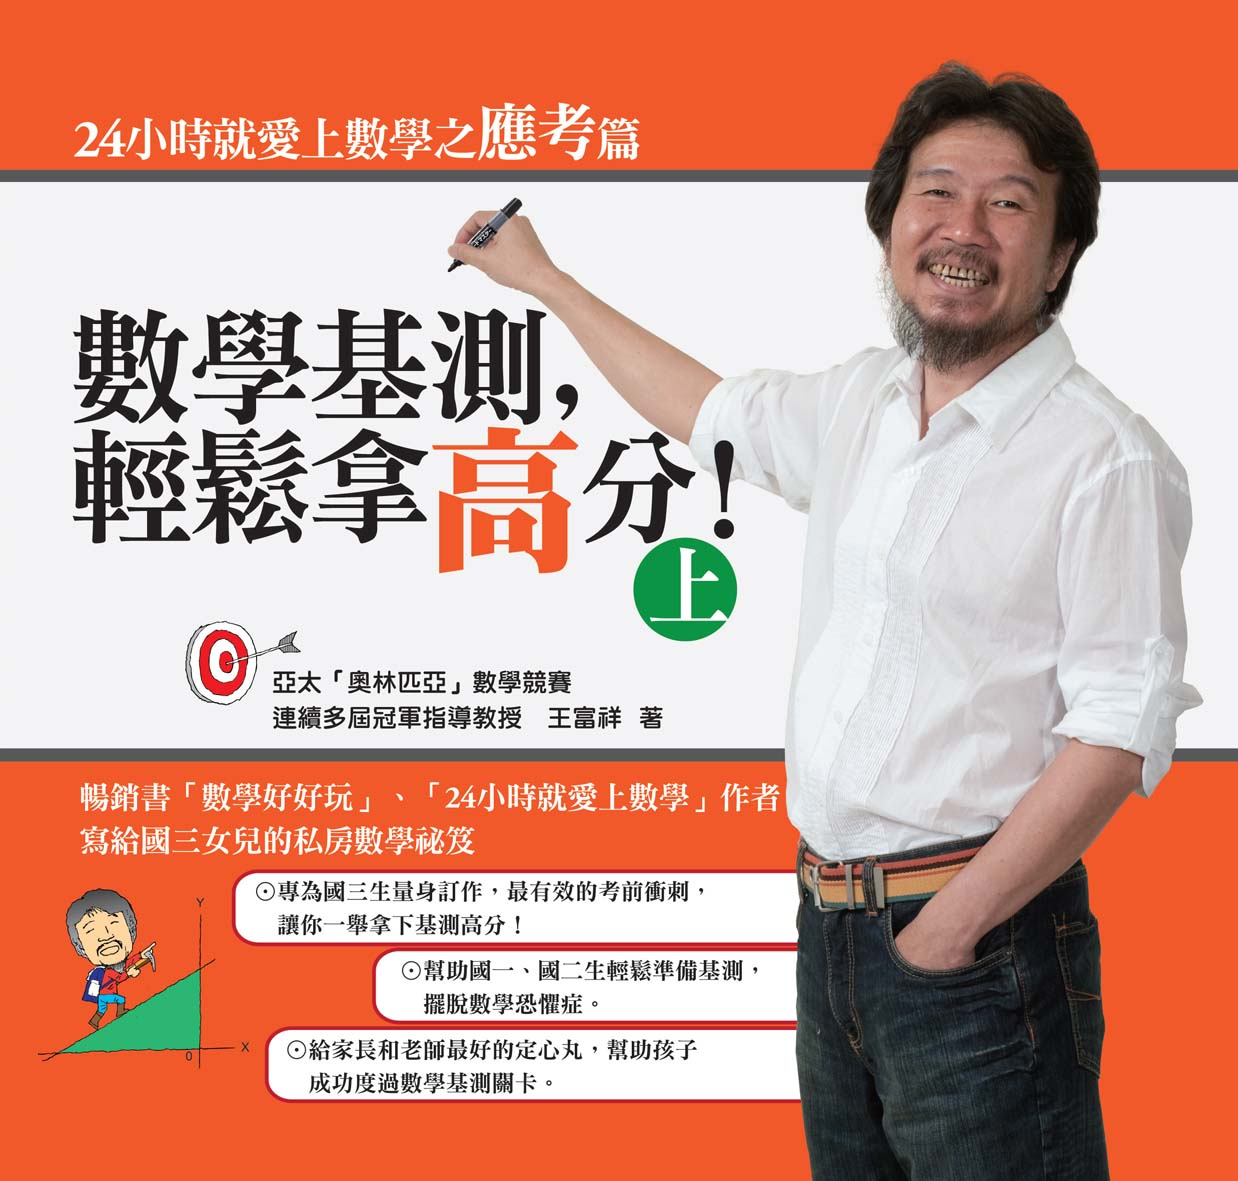 24小時就愛上數學之應考篇
數學基測,
輕鬆拿高分!
上
亞太「奧林匹亞」數學競賽
連續多屆冠軍指導教授　王富祥　著
暢銷書「數學好好玩」、「24小時就愛上數學」作者
寫給國三女兒的私房數學祕笈
⊙專為國三生量身訂作，最有效的考前衝刺，
讓你一舉拿下基測高分！
⊙幫助國一、國二生輕鬆準備基測，
擺脫數學恐懼症。
⊙給家長和老師最好的定心丸，幫助孩子
成功度過數學基測關卡。
Y
0
X